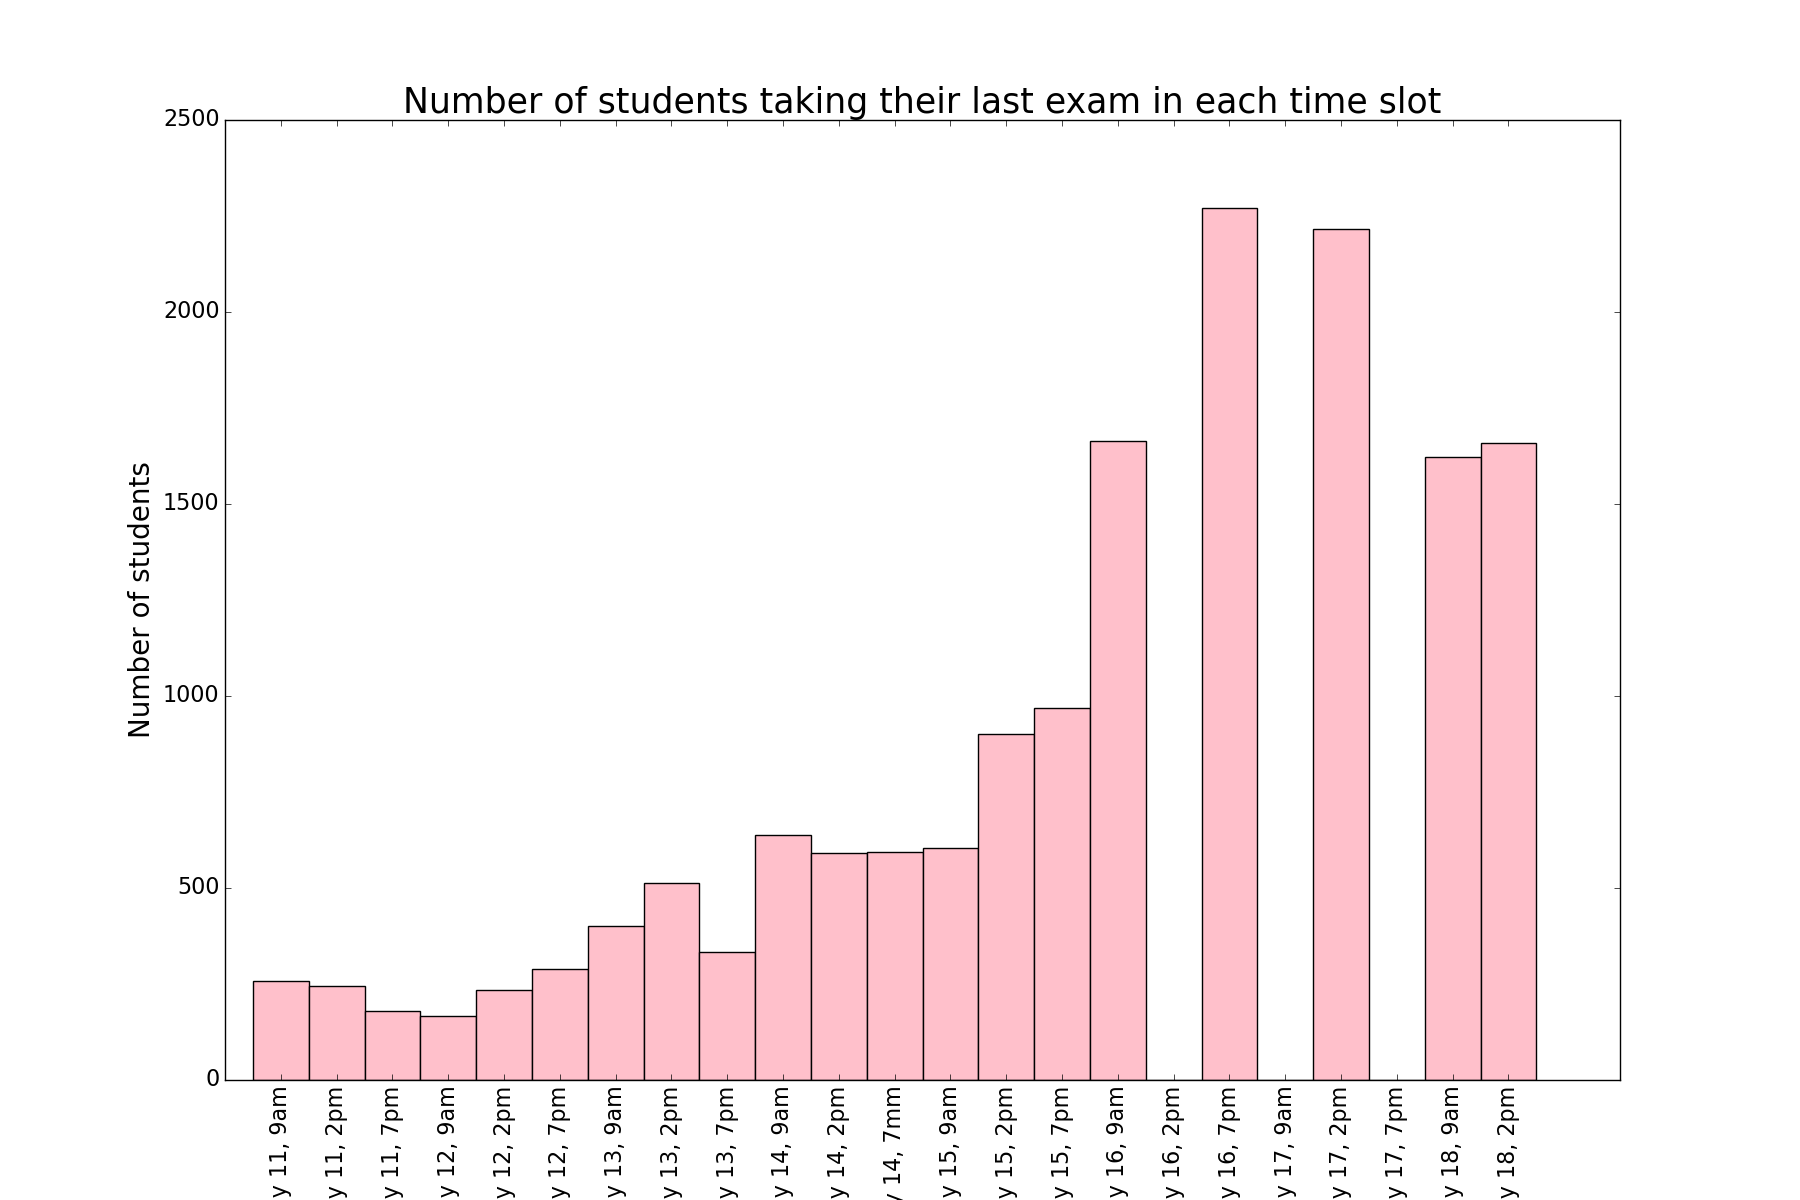 Number of students taking their last exam in each time slot
Number of students
2500
2000
1500
1000
500
0
y 11, 9am
y 11, 2pm
y 11, 7pm
y 12, 9am
y 12, 2pm
y 12, 7pm
y 13, 9am
y 13, 2pm
y 13, 7pm
y 14, 9am
y 14, 2pm
y 14, 7mm
y 15, 9am
y 15, 2pm
y 15, 7pm
y 16, 9am
y 16, 2pm
y 16, 7pm
y 17, 9am
y 17, 2pm
y 17, 7pm
y 18, 9am
y 18, 2pm